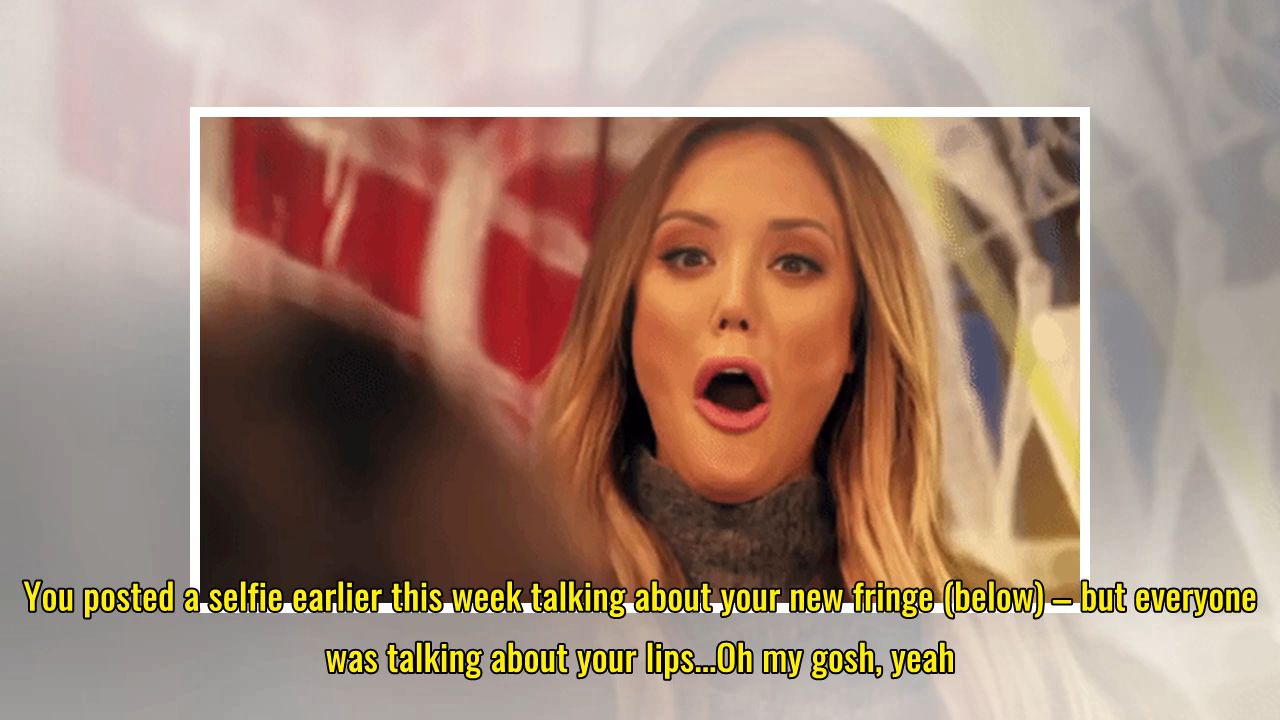 You posted a selfie earlier this week talking about your new fringe (below) – but everyone
was talking about your lips...Oh my gosh, yeah